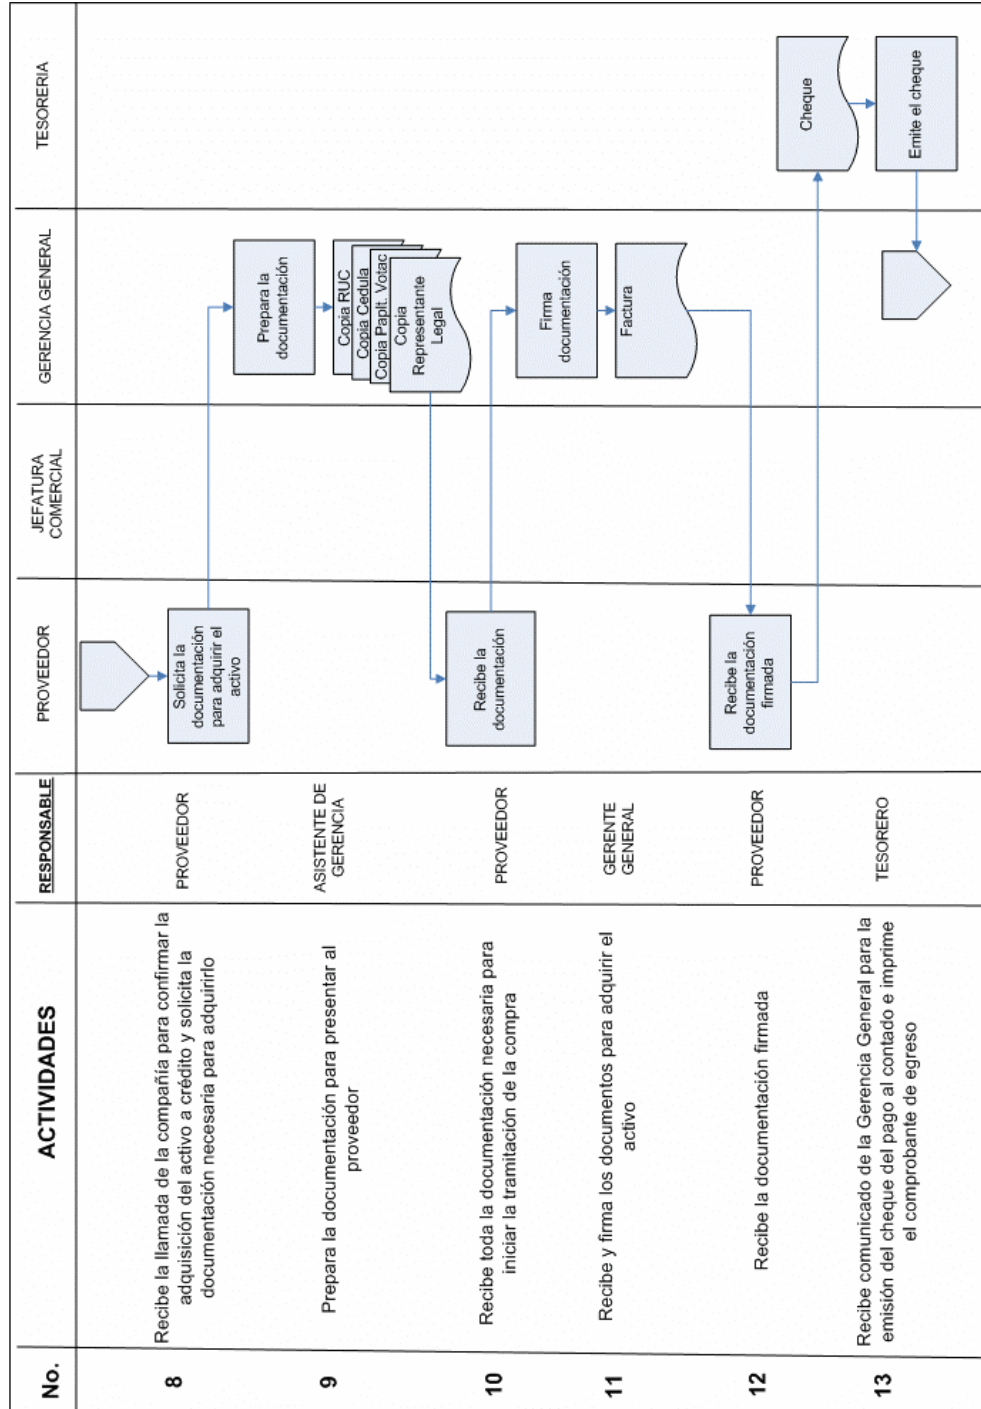 No.
ACTIVIDADES
RESPONSABLE
PROVEEDOR
JEFATURA
COMERCIAL
GERENCIA GENERAL
TESORERIA
8
Recibe la llamada de la compañia para confirmar la
adquisición del activo a crédito y solicita la
documentación necesaria para adquirirlo
PROVEEDOR
Solicita la
documentación
para adquirir el
activo
9
Prepara la documentación para presentar al
proveedor
ASISTENTE DE
GERENCIA
Prepara la
documentación
Copia RUC
Copia Cedula
Copia Paplt. Votac
Copia
Representante
Legal
10
Recibe toda la documentación necesaria para
iniciar la tramitación de la compra
PROVEEDOR
Recibe la
documentación
11
Recibe y firma los documentos para adquirir el
activo
GERENTE
GENERAL
Firma
documentación
Factura
12
Recibe la documentación firmada
PROVEEDOR
Recibe la
documentación
firmada
13
Recibe comunicado de la Gerencia General para la
emisión del cheque del pago al contado e imprime
el comprobante de egreso
TESORERO
Cheque
Emite el cheque